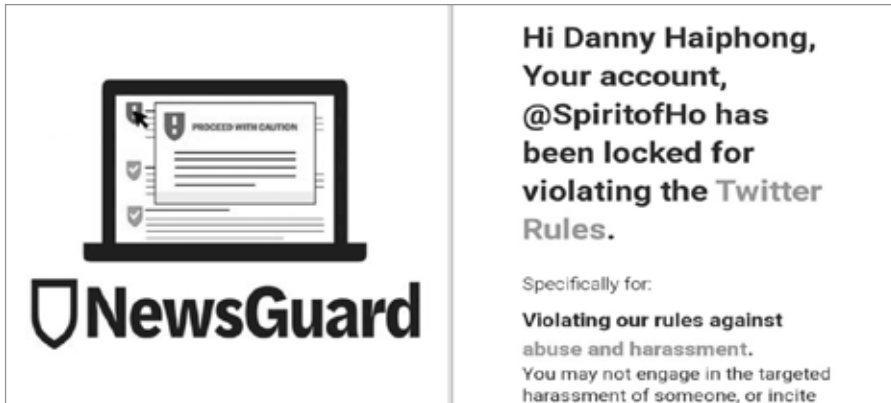 PROCEED WITH CAUTION
NewsGuard
Hi Danny Haiphong,
Your account,
@SpiritofHo has
been locked for
violating the Twitter
Rules.
Specifically for:
Violating our rules against
abuse and harassment.
You may not engage in the targeted
harassment of someone, or incite